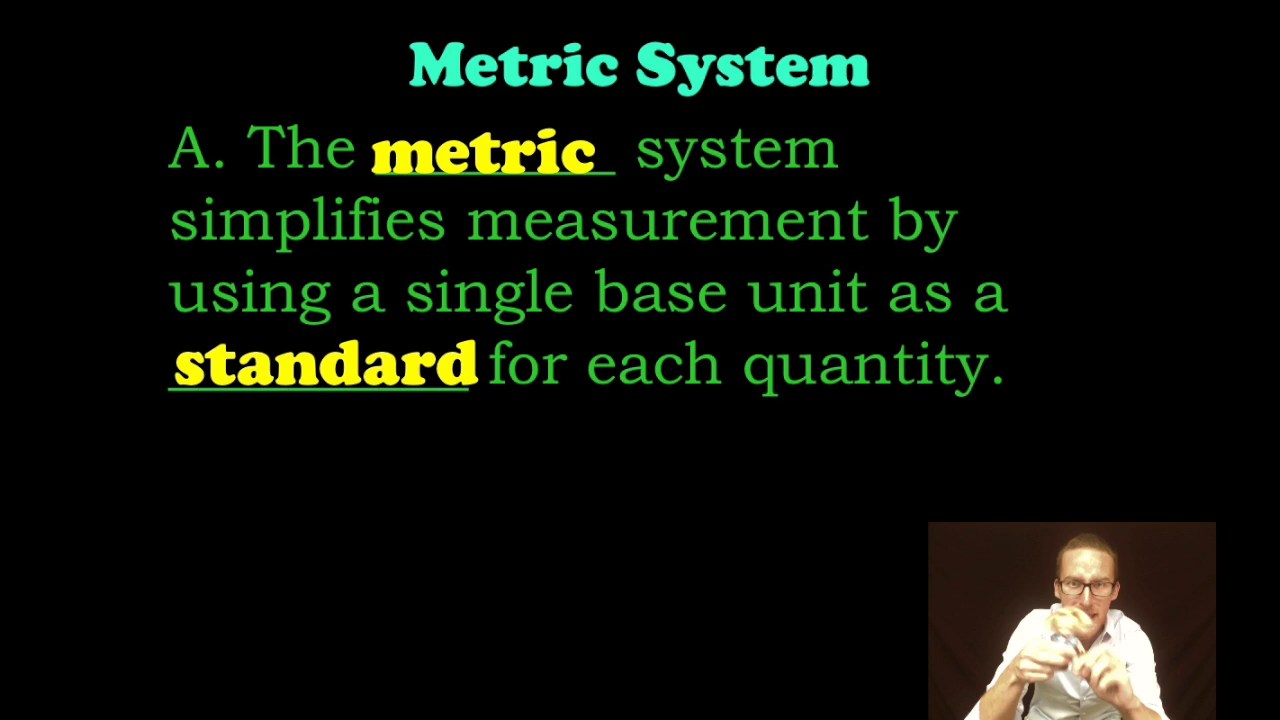 Metric System
A. The metric system
simplifies measurement by
using a single base unit as a
standard for each quantity.